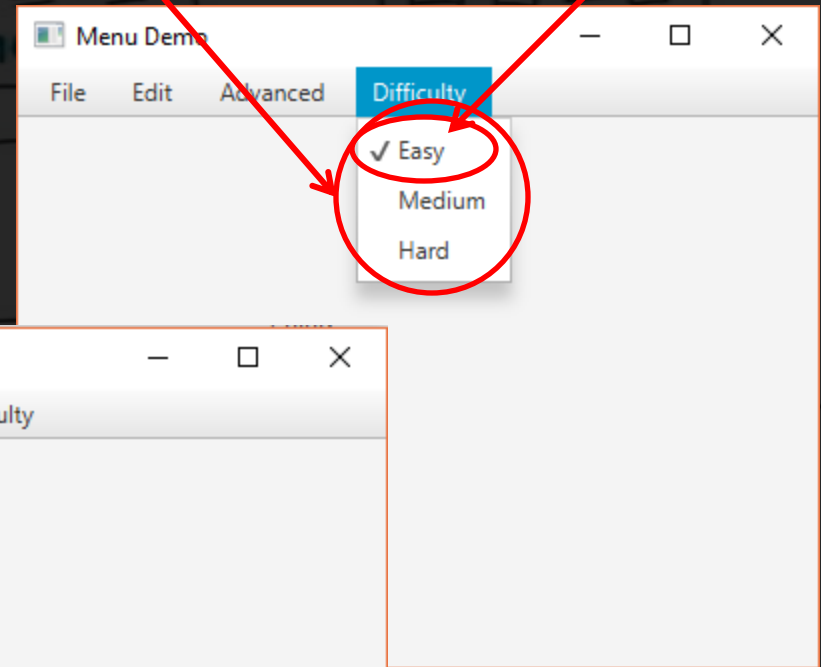 Menu Demo
File Edit Advanced Difficulty
✓ Easy
Medium
Hard
ulty